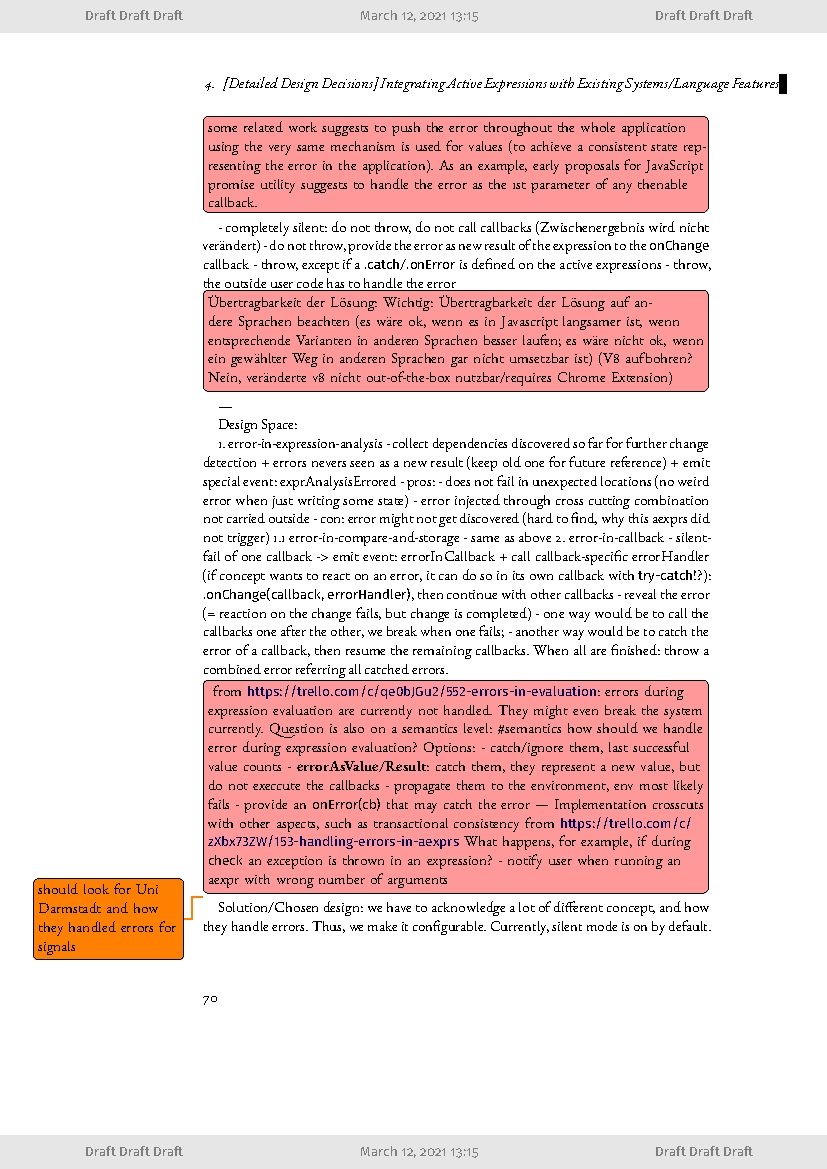 Draft Draft Draft March 12, 2021 13:15 Draft Draft Draft
4. [Detailed Design Decisions] Integrating Active Expressions with Existing Systems/Language Features
some related work suggests to push the error throughout the whole application
using the very same mechanism is used for values (to achieve a consistent state rep-
resenting the error in the application). As an example, early proposals for JavaScript
promise utility suggests to handle the error as the 1st parameter of any thenable
callback.
- completely silent: do not throw, do not call callbacks (Zwischenergebnis wird nicht
verändert) - do not throw, provide the error as new result of the expression to the onChange
callback - throw, except if a .catch/.onError is defined on the active expressions - throw,
the outside user code has to handle the error
Übertragbarkeit der Lösung: Wichtig: Übertragbarkeit der Lösung auf an-
dere Sprachen beachten (es wäre ok, wenn es in Javascript langsamer ist, wenn
entsprechende Varianten in anderen Sprachen besser laufen; es wäre nicht ok, wenn
ein gewählter Weg in anderen Sprachen gar nicht umsetzbar ist) (V8 aufbohren?
Nein, veränderte v8 nicht out-of-the-box nutzbar/requires Chrome Extension)
—
Design Space:
1. error-in-expression-analysis - collect dependencies discovered so far for further change
detection + errors nevers seen as a new result (keep old one for future reference) + emit
special event: exprAnalysisErrored - pros: - does not fail in unexpected locations (no weird
error when just writing some state) - error injected through cross cutting combination
not carried outside - con: error might not get discovered (hard to find, why this aexprs did
not trigger) 1.1 error-in-compare-and-storage - same as above 2. error-in-callback - silent-
fail of one callback -> emit event: errorInCallback + call callback-specific errorHandler
(if concept wants to react on an error, it can do so in its own callback with try-catch!?):
.onChange(callback, errorHandler), then continue with other callbacks - reveal the error
(= reaction on the change fails, but change is completed) - one way would be to call the
callbacks one after the other, we break when one fails; - another way would be to catch the
error of a callback, then resume the remaining callbacks. When all are finished: throw a
combined error referring all catched errors.
from https://trello.com/c/qe0bJGu2/552-errors-in-evaluation: errors during
expression evaluation are currently not handled. They might even break the system
currently. Question is also on a semantics level: #semantics how should we handle
error during expression evaluation? Options: - catch/ignore them, last successful
value counts - errorAsValue/Result: catch them, they represent a new value, but
do not execcute the callbacks - propagate them to the environment, env most likely
fails - provide an onError(cb) that may catch the error — Implementation crosscuts
with other aspects, such as transactional consistency from https://trello.com/c/
zXbx73ZW/153-handling-errors-in-aexprs What happens, for example, if during
check an exception is thrown in an expression? - notify user when running an
aexpr with wrong number of arguments
should look for Uni
Darmstadt and how
they handled errors for
signals
Solution/Chosen design: we have to acknowledge a lot of different concept, and how
they handle errors. Thus, we make it configurable. Currently, silent mode is on by default.
70
Draft Draft Draft March 12, 2021 13:15 Draft Draft Draft